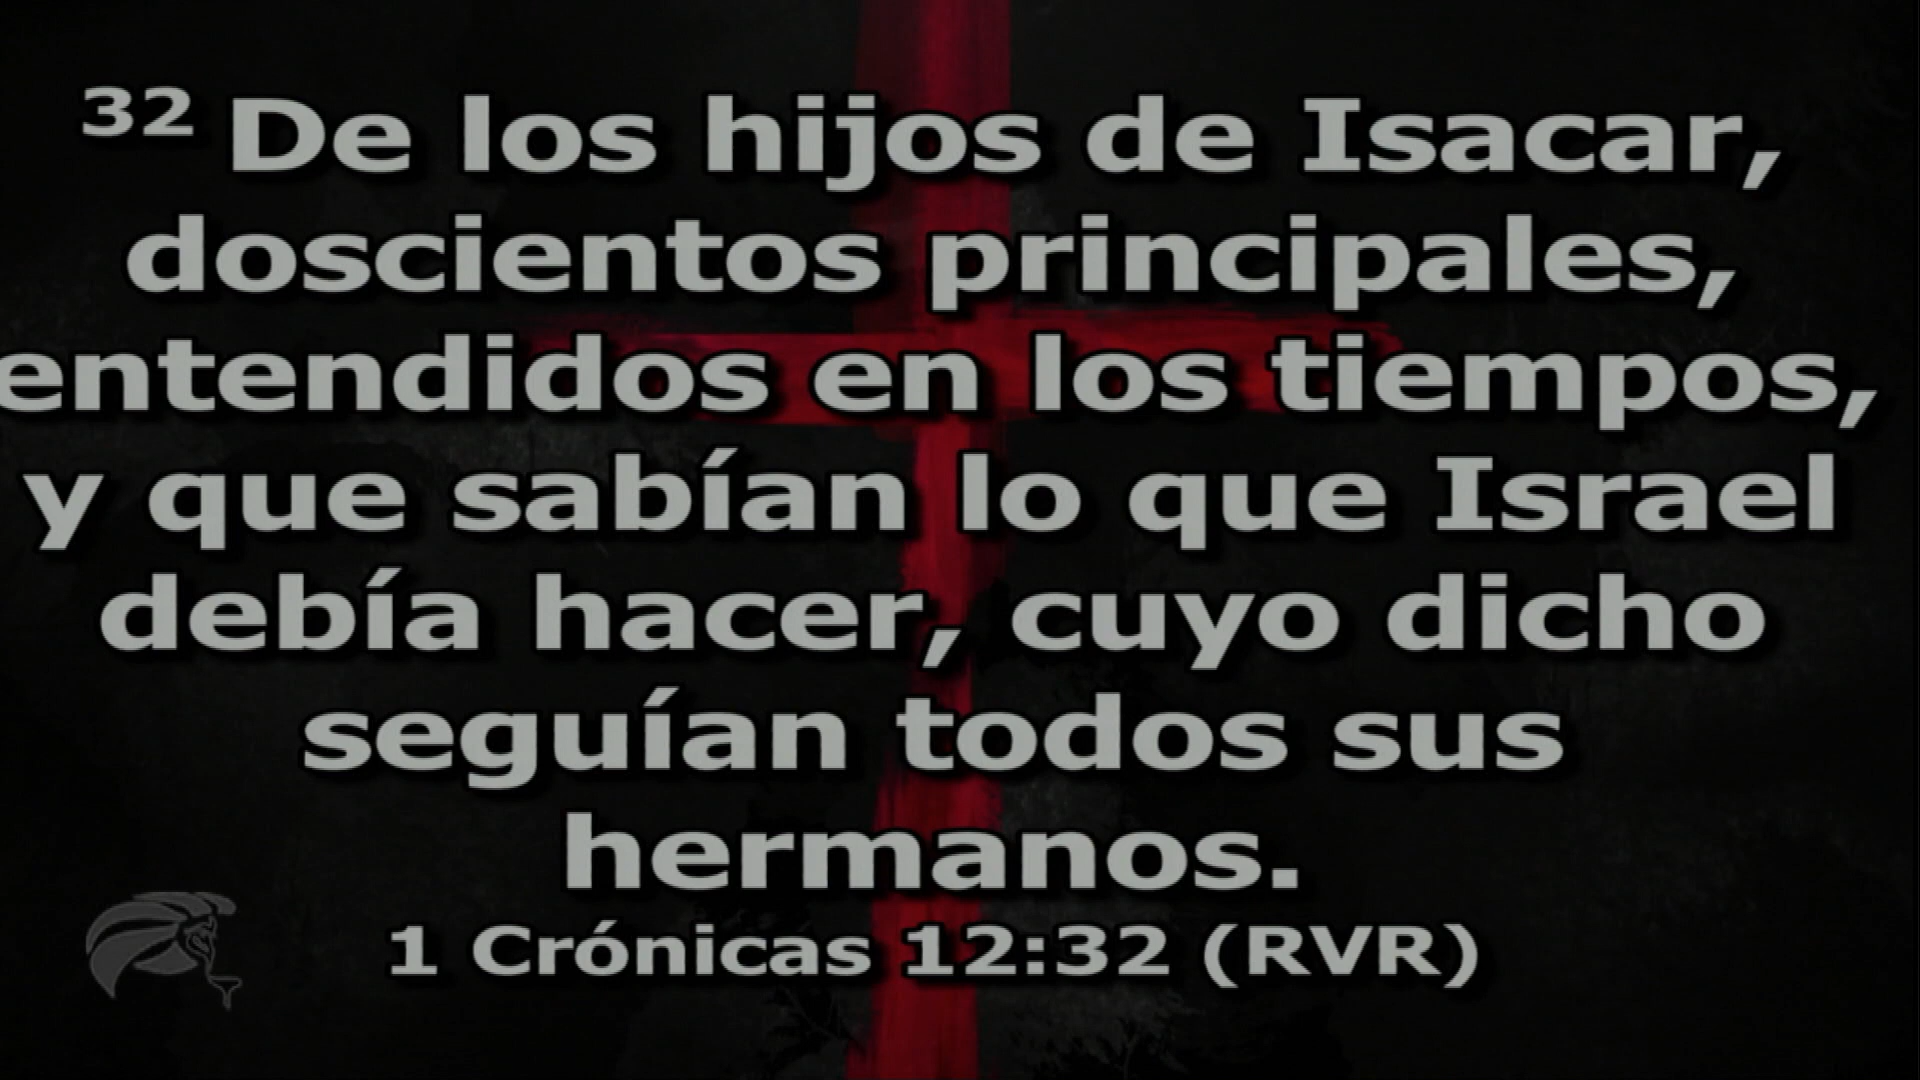 32 De los hijos de Isacar,
doscientos principales,
entendidos en los tiempos,
y que sabían lo que Israel
debía hacer, cuyo dicho
seguían todos sus
hermanos.
1 Crónicas 12:32 (RVR)